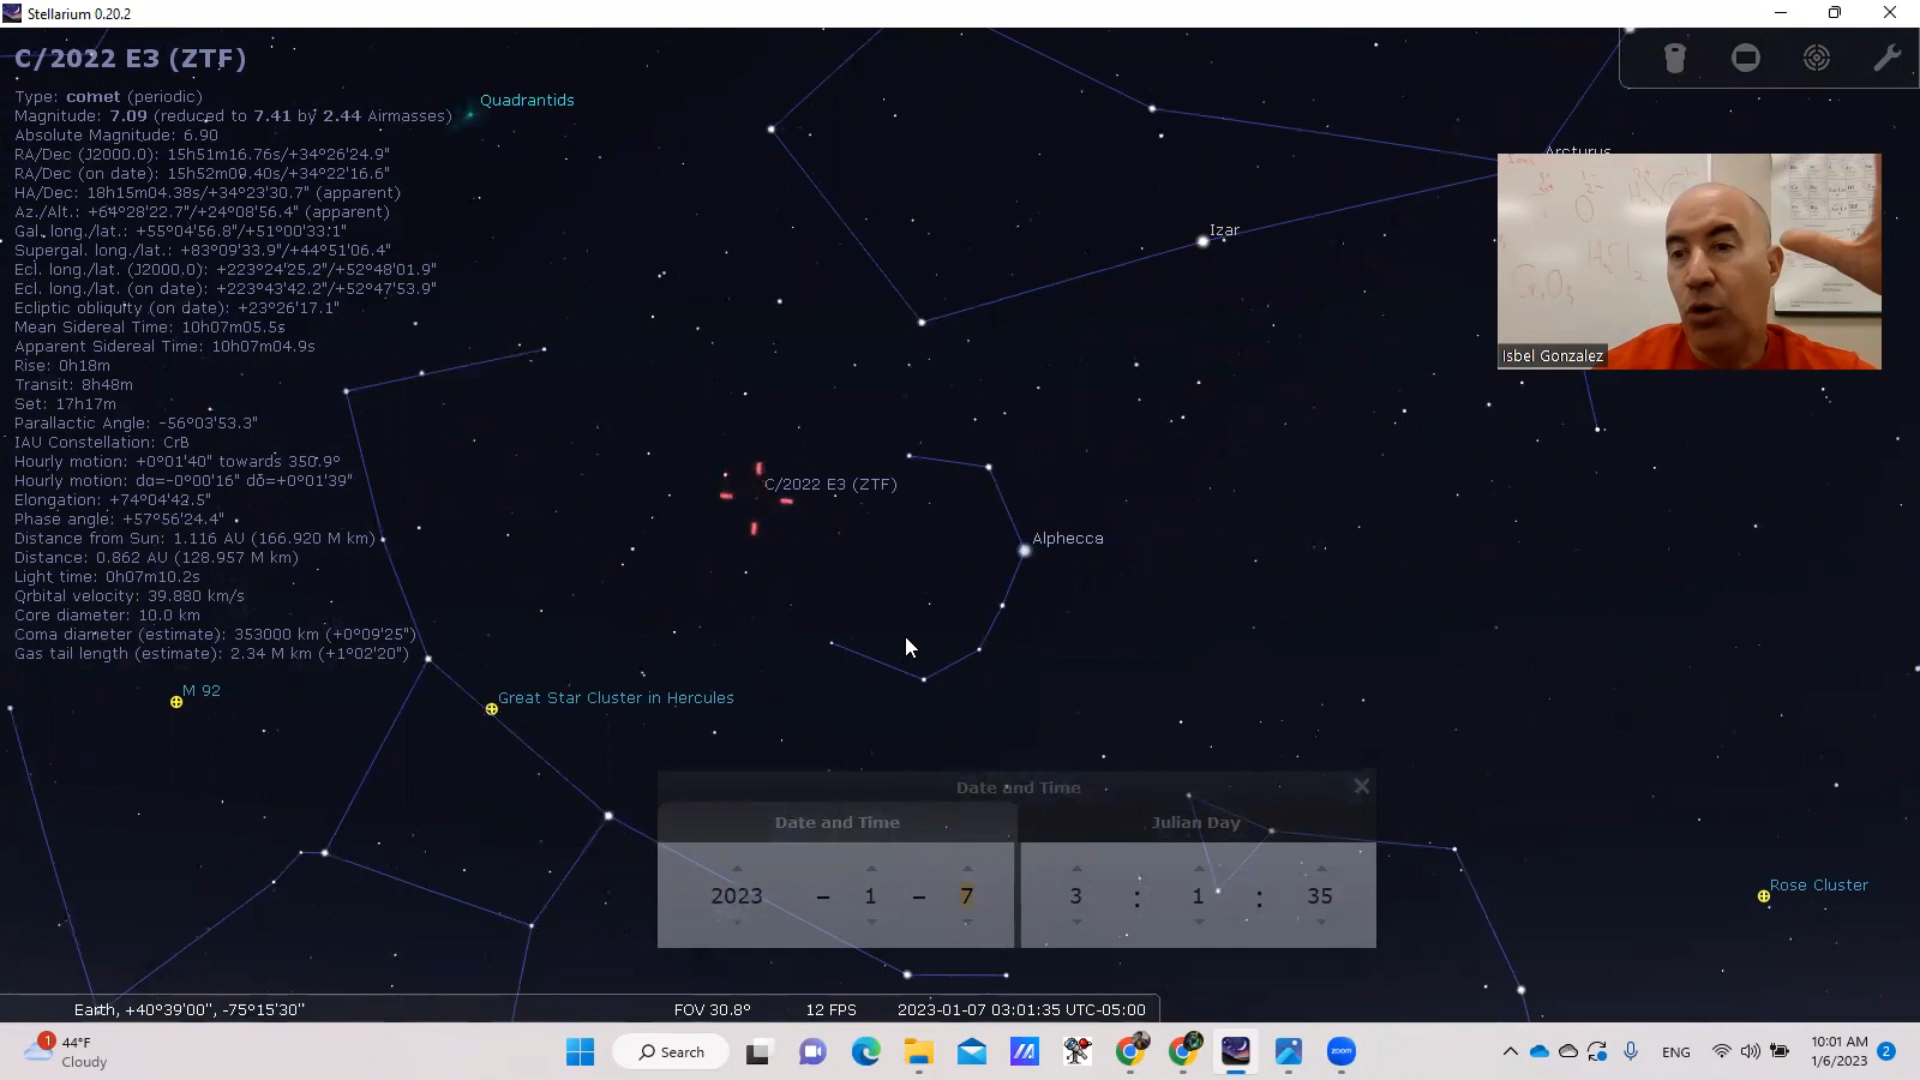 Stellarium 0.20.2
C/2022 E3 (ZTF)
Type: comet (periodic)
Magnitude: 7.09 (reduced to 7.41 by 2.44 Airmasses)
Absolute Magnitude: 6.90
RA/Dec (J2000.0): 15h51m16.76s/+34°26'24.9"
RA/Dec (on date): 15h52m09.40s/+34°22'16.6"
HA/Dec: 18h15m04.38s/+34°23'30.7" (apparent)
Az./Alt.: +64°28'22.7"/+24°08'56.4" (apparent)
Gal. long./lat.: +55°04'56.8"/+51°00'33.1"
Supergal. long./lat.: +83°09'33.9"/+44°51'06.4"
Ecl. long./lat. (J2000.0): +223°24'25.2"/+52°48'01.9"
Ecl. long./lat. (on date): +223°43'42.2"/+52°47'53.9"
Ecliptic obliquity (on date): +23°26'17.1"
Mean Sidereal Time: 10h07m05.5s
Apparent Sidereal Time: 10h07m04.9s
Rise: 0h18m
Transit: 8h48m
Set: 17h17m
Parallactic Angle: -56°03'53.3"
IAU Constellation: CrB
Hourly motion: +0°01'40" towards 350.9°
Hourly motion: dα=-0°00'16" dδ=+0°01'39"
Elongation: +74°04'42.5"
Phase angle: +57°56'24.4"
Distance from Sun: 1.116 AU (166.920 M km)
Distance: 0.862 AU (128.957 M km)
Light time: 0h07m10.2s
Orbital velocity: 39.880 km/s
Core diameter: 10.0 km
Coma diameter (estimate): 353000 km (+0°09'25")
Gas tail length (estimate): 2.34 M km (+1°02'20")
Quadrantids
Arcturus
Izar
Isbel Gonzalez
C/2022 E3 (ZTF)
Alphecca
M 92
Great Star Cluster in Hercules
Rose Cluster
Date and Time
Date and Time
Julian Day
2023 - 1 - 7
3 : 1 : 35
Earth, +40°39'00", -75°15'30"
FOV 30.8°
12 FPS
2023-01-07 03:01:35 UTC-05:00
1
44°F
Cloudy
Search
zoom
ENG
10:01 AM
1/6/2023
2